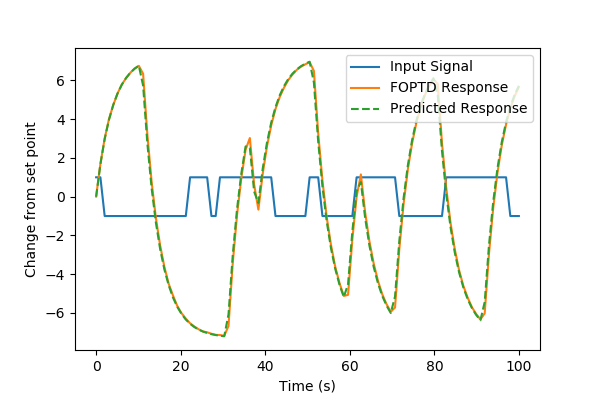 Input Signal
FOPTD Response
Predicted Response
Change from set point
6
4
2
0
−2
−4
−6
0 20 40 60 80 100
Time (s)